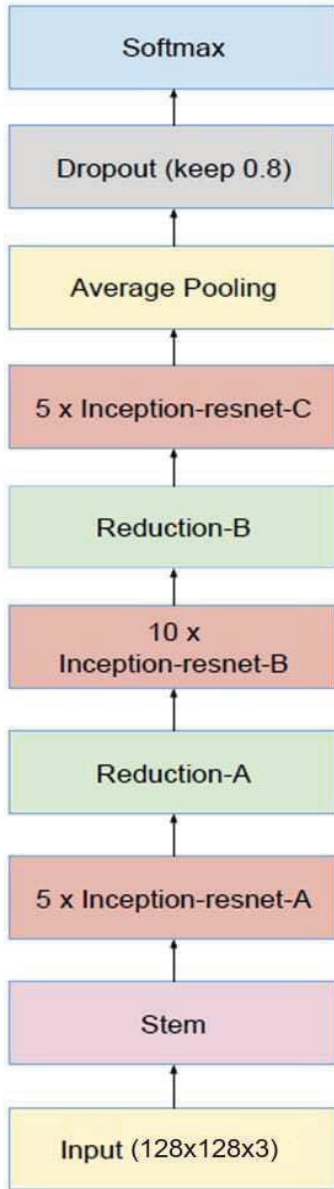 Softmax
Dropout (keep 0.8)
Average Pooling
5 x Inception-resnet-C
Reduction-B
10 x
Inception-resnet-B
Reduction-A
5 x Inception-resnet-A
Stem
Input (128x128x3)